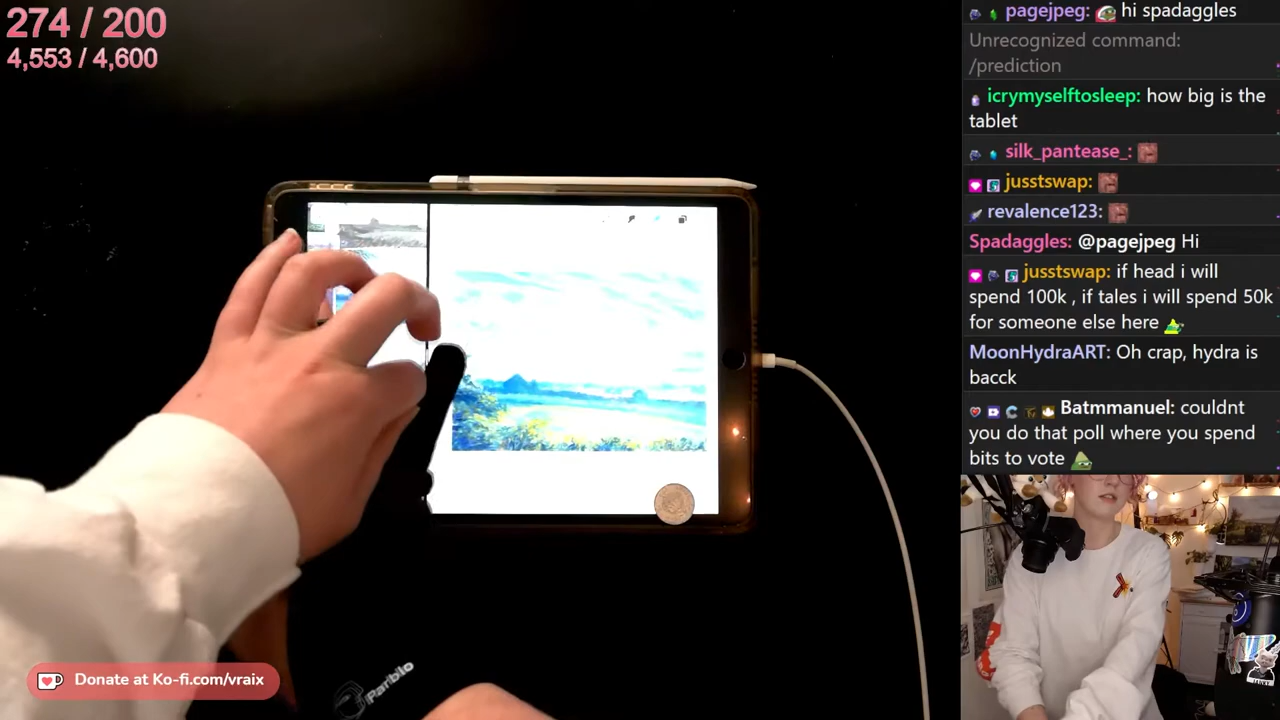 274 / 200
4,553 / 4,600
pagejpeg: hi spadaggles
Unrecognized command:
/prediction
icrymyselftosleep: how big is the
tablet
silk_pantease_:
jusstswap:
revalence123:
Spadaggles: @pagejpeg Hi
jusstswap: if head i will
spend 100k , if tales i will spend 50k
for someone else here
MoonHydraART: Oh crap, hydra is
bacck
Batmmanuel: couldnt
you do that poll where you spend
bits to vote
Donate at Ko-fi.com/vraix
Parblo